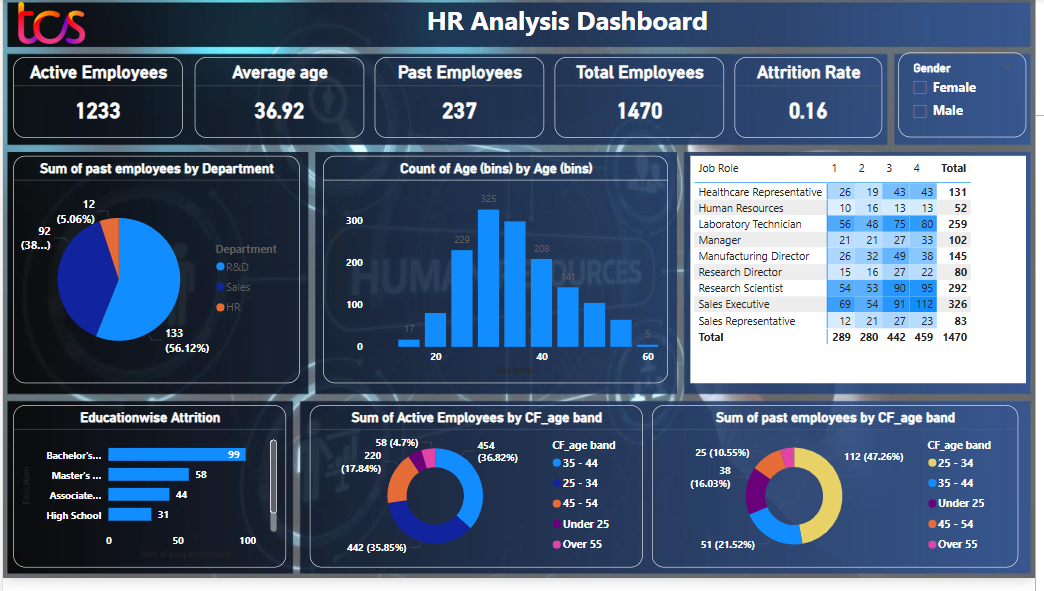 tcs
HR Analysis Dashboard
Active Employees
1233
Average age
36.92
Past Employees
237
Total Employees
1470
Attrition Rate
0.16
Gender
Female
Male
Sum of past employees by Department
12
(5.06%)
92
(38...)
133
(56.12%)
Department
R&D
Sales
HR
Count of Age (bins) by Age (bins)
300
200
100
0
17
229
325
208
141
5
20
40
60
HUMAN RESOURCES
Job Role 1 2 3 4 Total
Healthcare Representative 26 19 43 43 131
Human Resources 10 16 13 13 52
Laboratory Technician 56 48 75 80 259
Manager 21 21 27 33 102
Manufacturing Director 26 32 49 38 145
Research Director 15 16 27 22 80
Research Scientist 54 53 90 95 292
Sales Executive 69 54 91 112 326
Sales Representative 12 21 27 23 83
Total 289 280 442 459 1470
Educationwise Attrition
Education
Bachelor's... 99
Master's ... 58
Associate... 44
High School 31
0 50 100
Sum of past employees
Sum of Active Employees by CF_age band
58 (4.7%)
220
(17.84%)
454
(36.82%)
442 (35.85%)
CF_age band
35 - 44
25 - 34
45 - 54
Under 25
Over 55
Sum of past employees by CF_age band
25 (10.55%)
38
(16.03%)
112 (47.26%)
51 (21.52%)
CF_age band
25 - 34
35 - 44
Under 25
45 - 54
Over 55